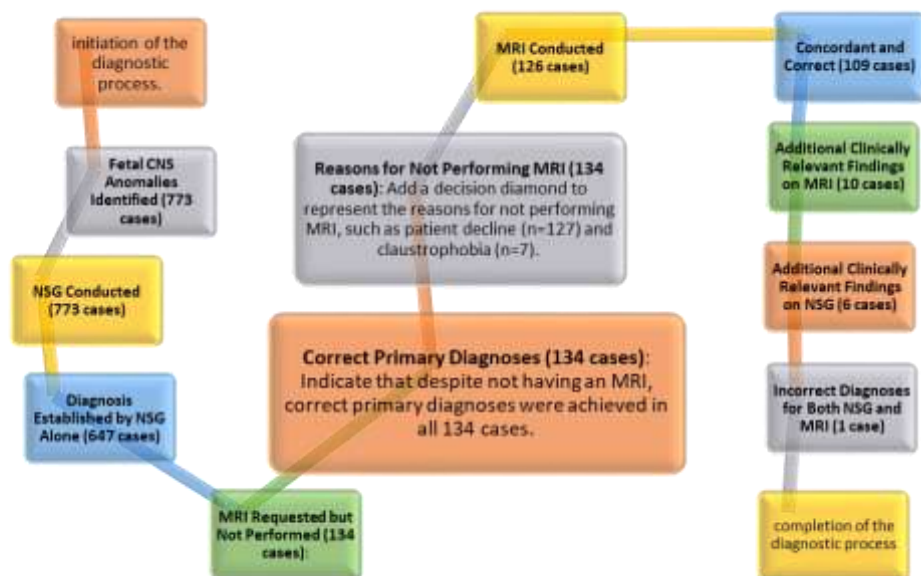 initiation of the
diagnostic
process.
Fetal CNS
Anomalies
Identified (773
cases)
NSG Conducted
(773 cases)
Diagnosis
Established by NSG
Alone (647 cases)
MRI Requested but
Not Performed (134
cases):
Correct Primary Diagnoses (134 cases):
Indicate that despite not having an MRI,
correct primary diagnoses were achieved in
all 134 cases.
Reasons for Not Performing MRI (134
cases): Add a decision diamond to
represent the reasons for not performing
MRI, such as patient decline (n=127) and
claustrophobia (n=7).
MRI Conducted
(126 cases)
Concordant and
Correct (109 cases)
Additional Clinically
Relevant Findings
on MRI (10 cases)
Additional Clinically
Relevant Findings
on NSG (6 cases)
Incorrect Diagnoses
for Both NSG and
MRI (1 case)
completion of the
diagnostic process